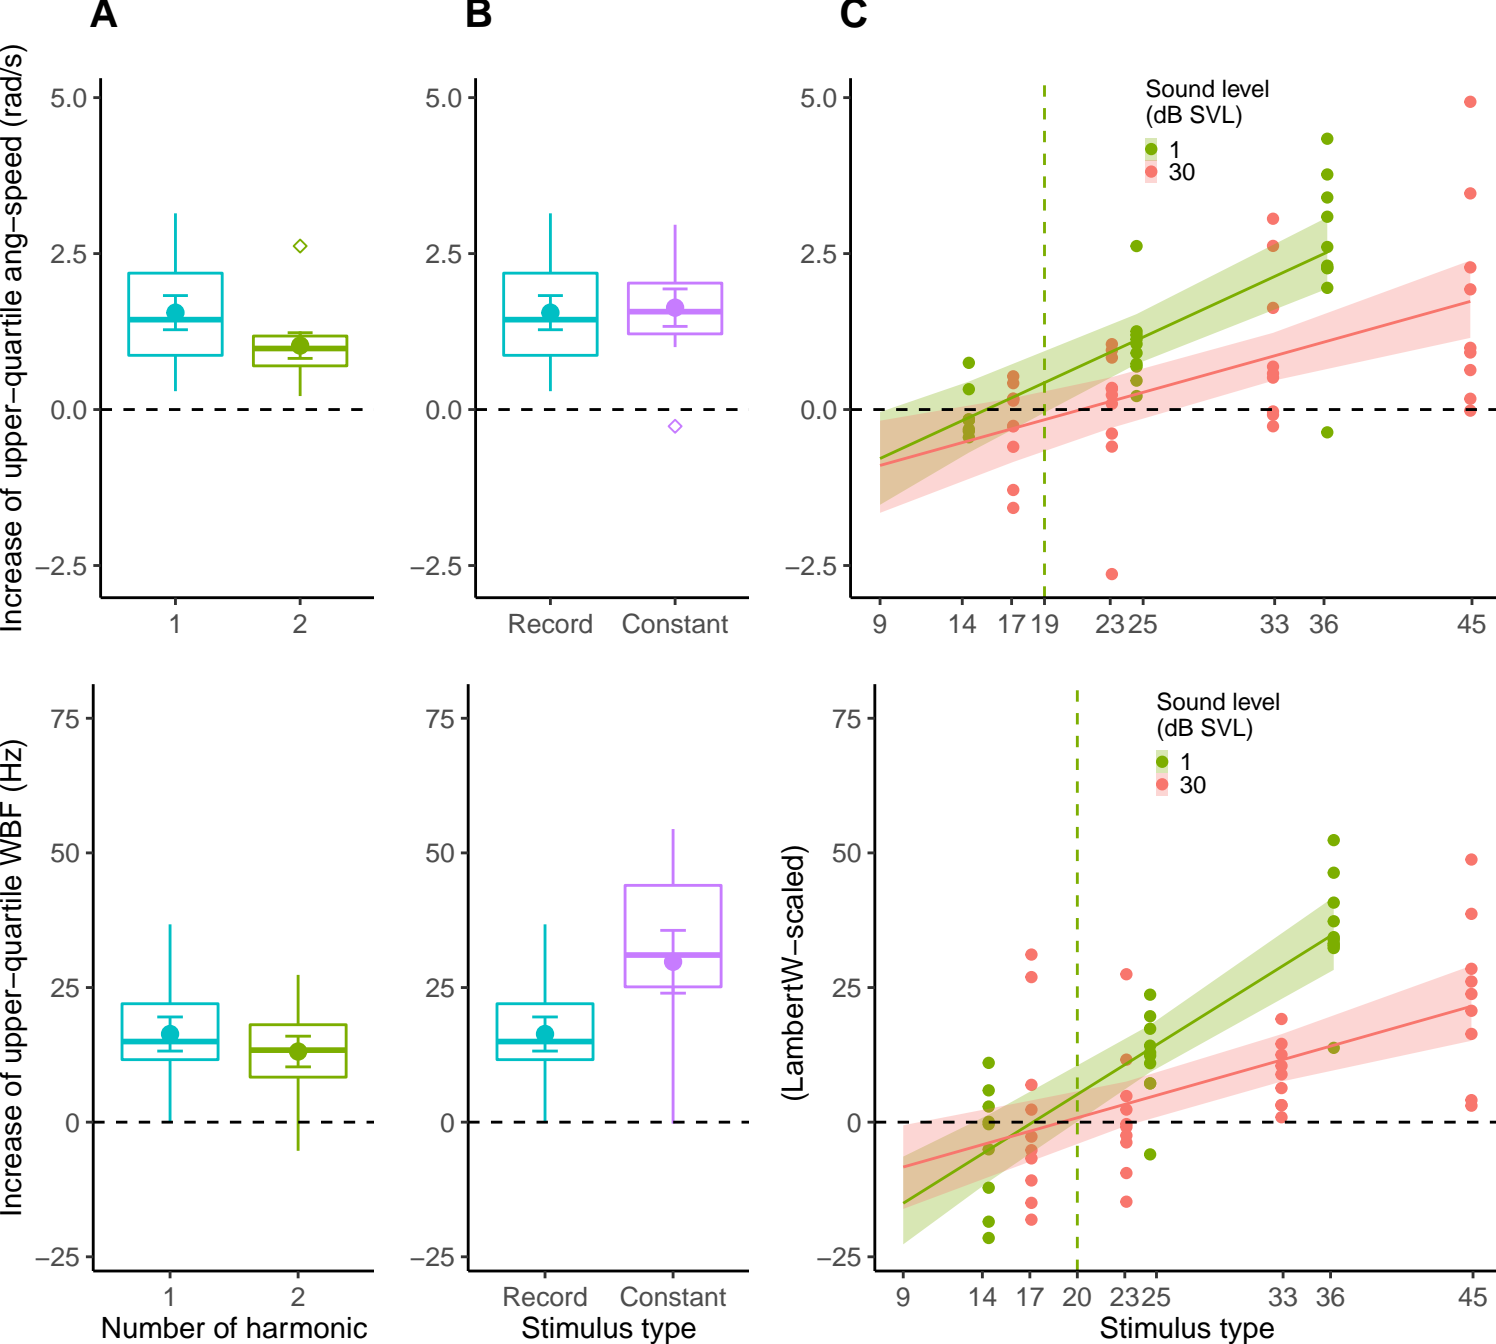 A B C
Increase of upper−quartile ang−speed (rad/s)
5.0
2.5
0.0
−2.5
1 2
5.0
2.5
0.0
−2.5
Record Constant
5.0
2.5
0.0
−2.5
Sound level
(dB SVL)
1
30
9 14 17 19 23 25 33 36 45
Increase of upper−quartile WBF (Hz)
75
50
25
0
−25
1 2
Number of harmonic
75
50
25
0
−25
Record Constant
Stimulus type
(LambertW−scaled)
75
50
25
0
−25
Sound level
(dB SVL)
1
30
9 14 17 20 23 25 33 36 45
Stimulus type